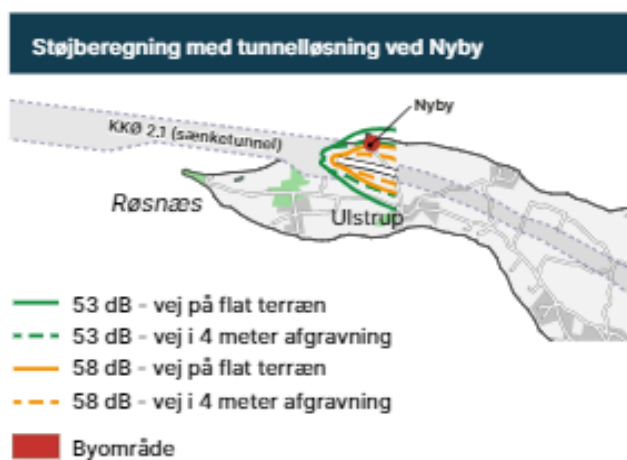 Støjberegning med tunnelløsning ved Nyby
Nyby
KKØ 2.1 (sænketunnel)
Røsnæs
Ulstrup
53 dB - vej på flat terræn
53 dB - vej i 4 meter afgravning
58 dB - vej på flat terræn
58 dB - vej i 4 meter afgravning
Byområde